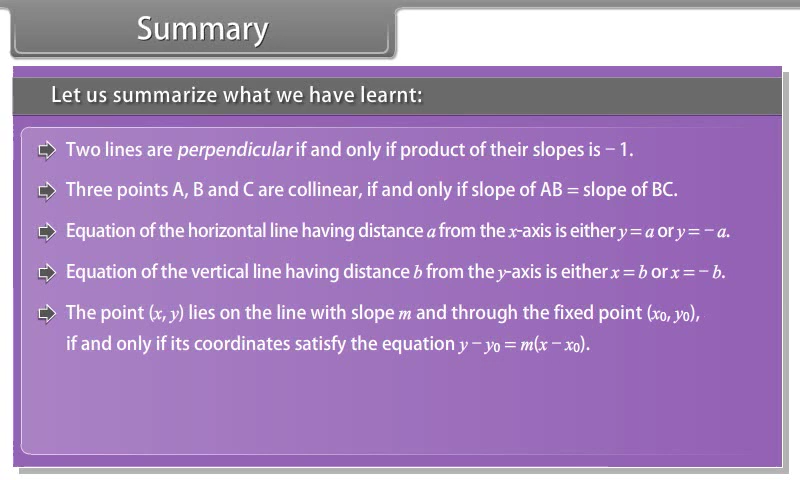 Summary
Let us summarize what we have learnt:
Two lines are perpendicular if and only if product of their slopes is − 1.
Three points A, B and C are collinear, if and only if slope of AB = slope of BC.
Equation of the horizontal line having distance a from the x-axis is either y = a or y = − a.
Equation of the vertical line having distance b from the y-axis is either x = b or x = − b.
The point (x, y) lies on the line with slope m and through the fixed point (x₀, y₀),
if and only if its coordinates satisfy the equation y − y₀ = m(x − x₀).